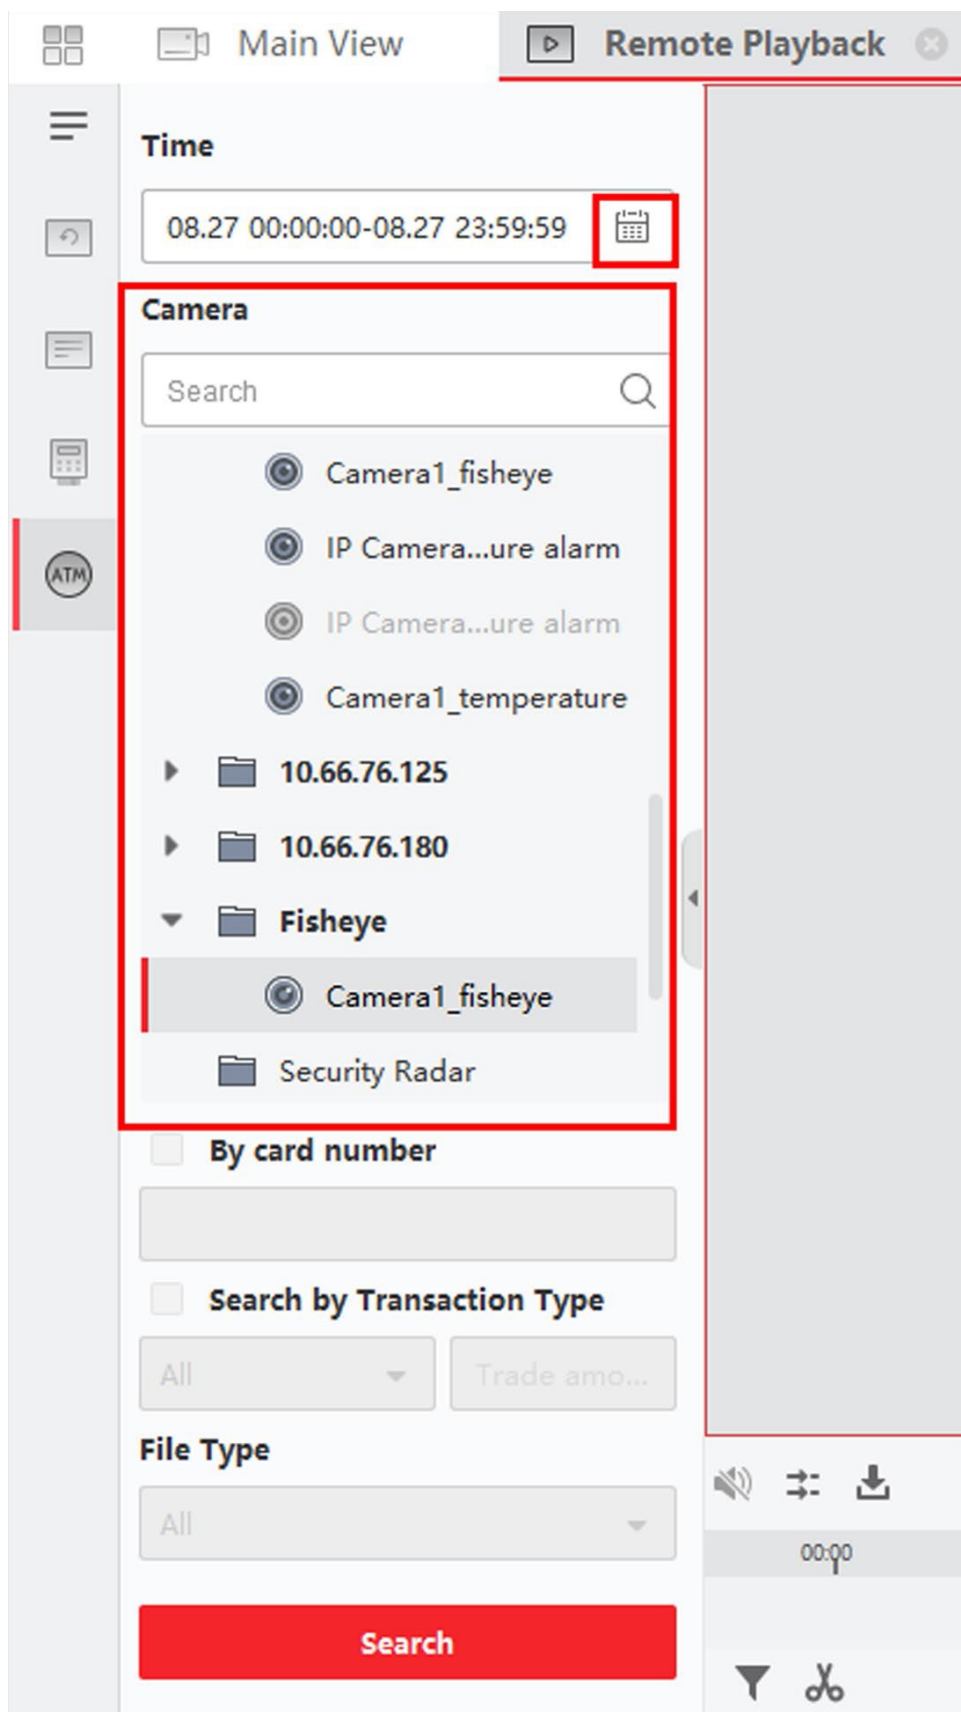 Main View
Remote Playback
Time
08.27 00:00:00-08.27 23:59:59
Camera
Search
Camera1_fisheye
IP Camera...ure alarm
ATM
IP Camera...ure alarm
Camera1_temperature
10.66.76.125
10.66.76.180
Fisheye
Camera1_fisheye
Security Radar
By card number
Search by Transaction Type
All
Trade amo...
File Type
All
00:00
Search